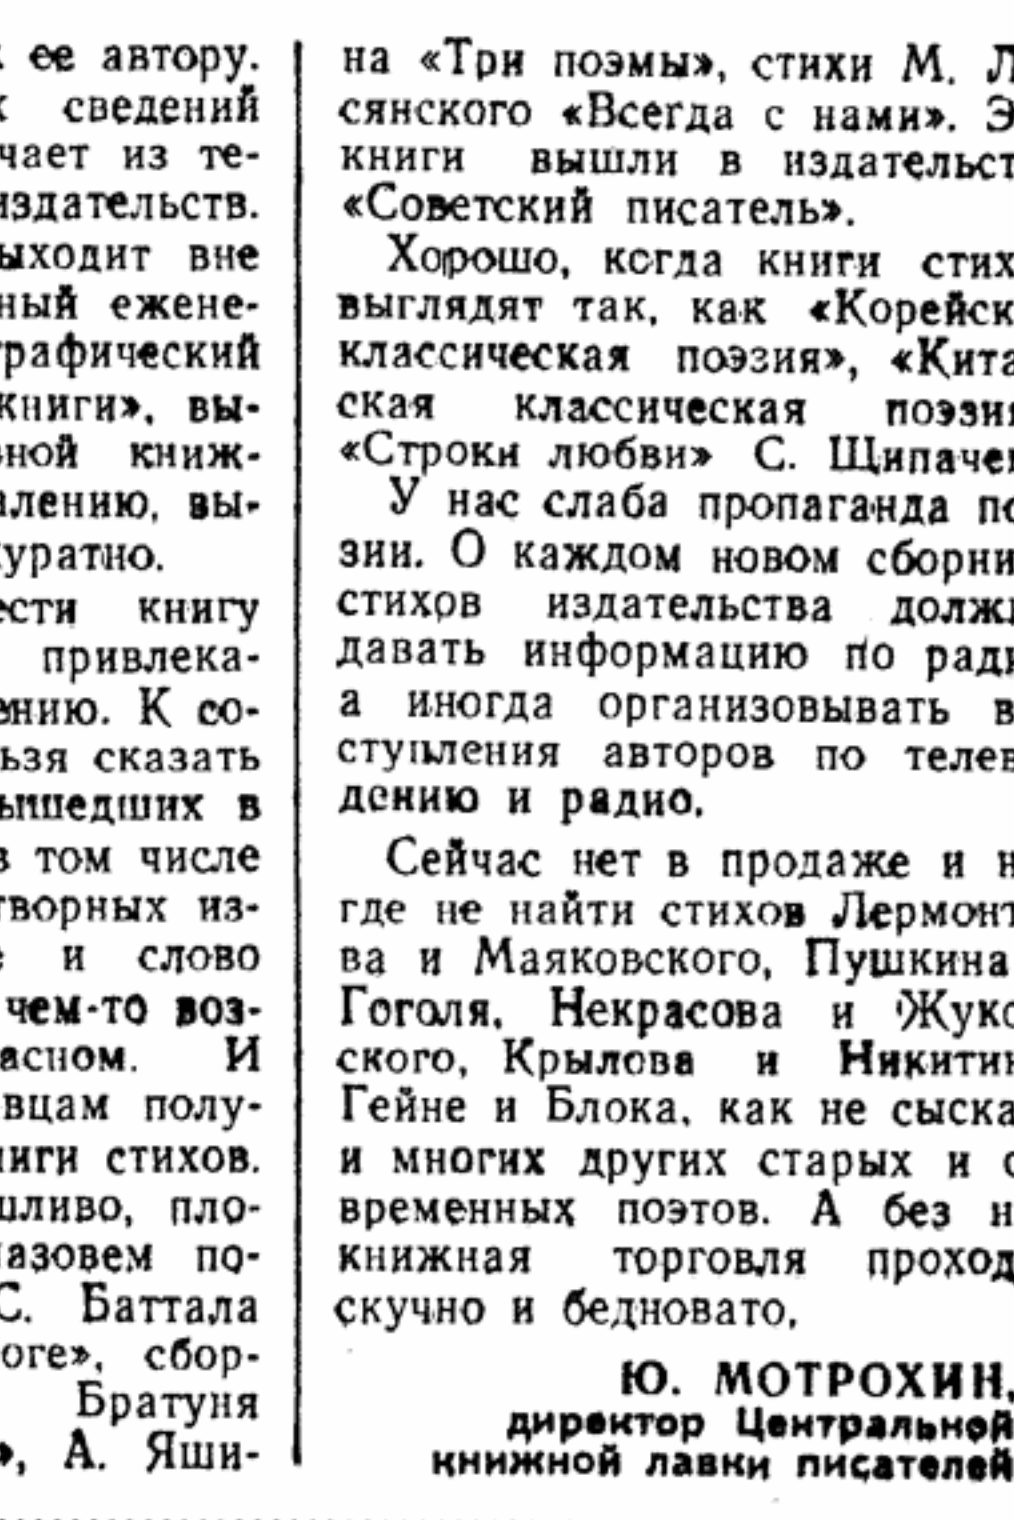 ее автору.
сведений
чает из те-
издательств.
ыходит вне
ный ежене-
графический
книги», вы-
ной книж-
алению, вы-
куратно.
ести книгу
привлека-
ению. К со-
ьзя сказать
ышедших в
в том числе
творных из-
и слово
чем-то воз-
асном. И
вцам полу-
ниги стихов.
шливо, пло-
назовем по-
С. Баттала
оге», сбор-
Братуня
», А. Яши-
на «Три поэмы», стихи М. Л
сянского «Всегда с нами». Э
книги вышли в издательст
«Советский писатель».
Хорошо, когда книги стих
выглядят так, как «Корейск
классическая поэзия», «Кита
ская классическая поэзия
«Строки любви» С. Щипачев
У нас слаба пропаганда по
зии. О каждом новом сборни
стихов издательства должн
давать информацию по ради
а иногда организовывать в
ступления авторов по телев
дению и радио.
Сейчас нет в продаже и н
где не найти стихов Лермонт
ва и Маяковского, Пушкина
Гоголя, Некрасова и Жуко
ского, Крылова и Никитин
Гейне и Блока, как не сыска
и многих других старых и с
временных поэтов. А без н
книжная торговля проход
скучно и бедновато.
Ю. МОТРОХИН,
директор Центральной
книжной лавки писателей